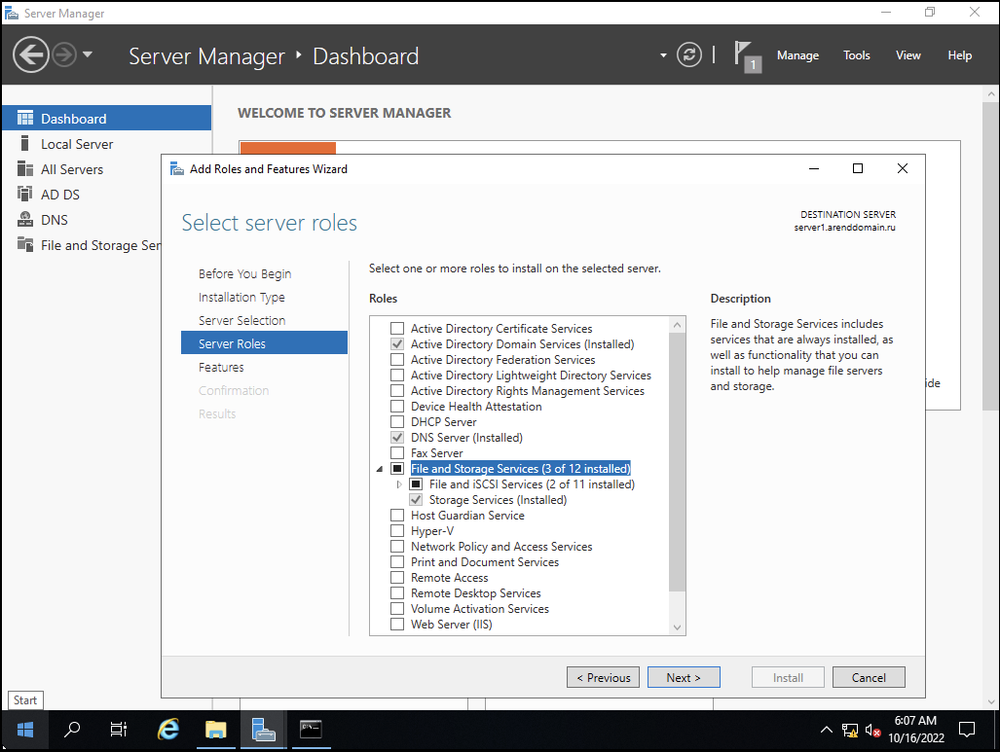 Server Manager
Server Manager ‣ Dashboard
1
Manage
Tools
View
Help
Dashboard
Local Server
All Servers
AD DS
DNS
File and Storage Ser
WELCOME TO SERVER MANAGER
Add Roles and Features Wizard
Select server roles
DESTINATION SERVER
server1.arenddomain.ru
Before You Begin
Installation Type
Server Selection
Server Roles
Features
Confirmation
Results
Select one or more roles to install on the selected server.
Roles
Active Directory Certificate Services
Active Directory Domain Services (Installed)
Active Directory Federation Services
Active Directory Lightweight Directory Services
Active Directory Rights Management Services
Device Health Attestation
DHCP Server
DNS Server (Installed)
Fax Server
File and Storage Services (3 of 12 installed)
File and iSCSI Services (2 of 11 installed)
Storage Services (Installed)
Host Guardian Service
Hyper-V
Network Policy and Access Services
Print and Document Services
Remote Access
Remote Desktop Services
Volume Activation Services
Web Server (IIS)
Description
File and Storage Services includes
services that are always installed, as
well as functionality that you can
install to help manage file servers
and storage.
ide
< Previous
Next >
Install
Cancel
Start
6:07 AM
10/16/2022